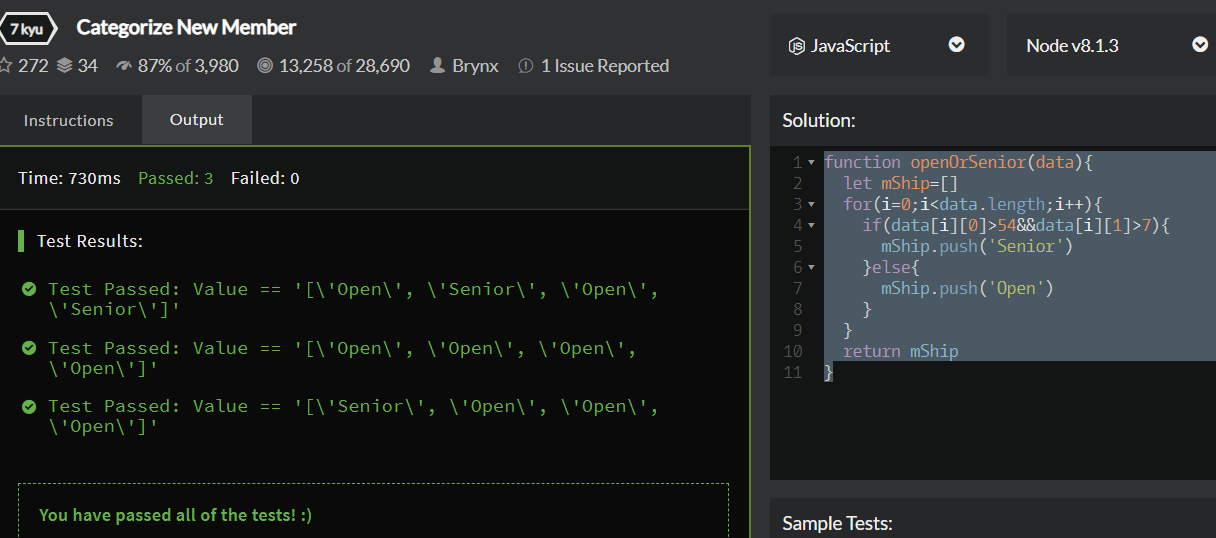 7 kyu Categorize New Member
272 34 87% of 3,980 13,258 of 28,690 Brynx 1 Issue Reported
JavaScript Node v8.1.3
Instructions Output
Time: 730ms Passed: 3 Failed: 0
Test Results:
Test Passed: Value == '[\'Open\', \'Senior\', \'Open\',
\'Senior\']'
Test Passed: Value == '[\'Open\', \'Open\', \'Open\',
\'Open\']'
Test Passed: Value == '[\'Senior\', \'Open\', \'Open\',
\'Open\']'
You have passed all of the tests! :)
Solution:
1 function openOrSenior(data){
2 let mShip=[]
3 for(i=0;i<data.length;i++){
4 if(data[i][0]>54&&data[i][1]>7){
5 mShip.push('Senior')
6 }else{
7 mShip.push('Open')
8 }
9 }
10 return mShip
11 }
Sample Tests: